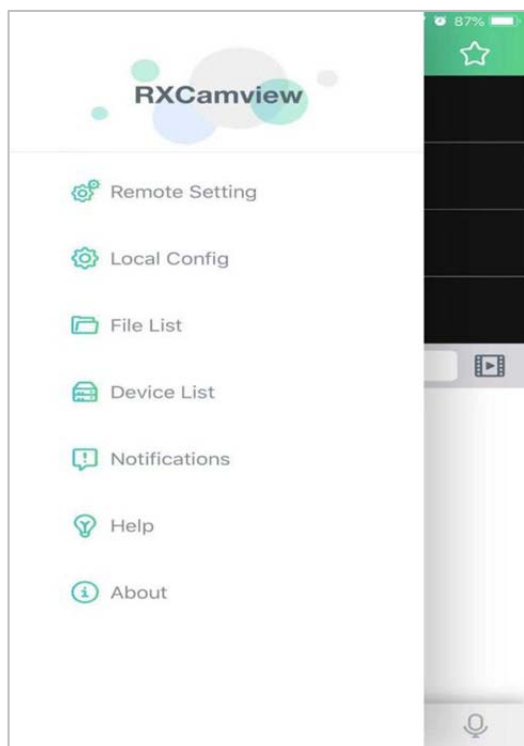 87%
RXCamview
Remote Setting
Local Config
File List
Device List
Notifications
Help
About